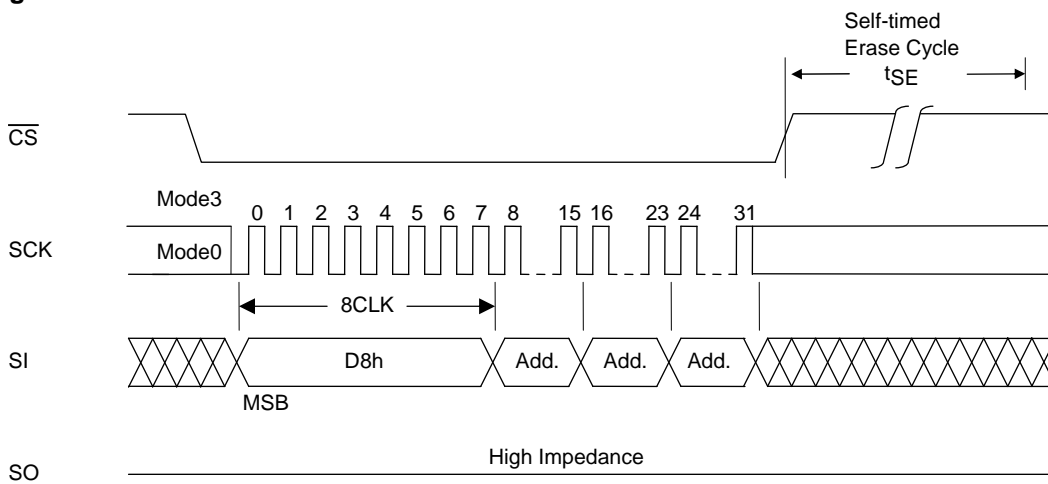 Self-timed
Erase Cycle
tSE
CS
Mode3
0 1 2 3 4 5 6 7 8 15 16 23 24 31
SCK
Mode0
8CLK
SI
D8h
Add.
Add.
Add.
MSB
High Impedance
SO